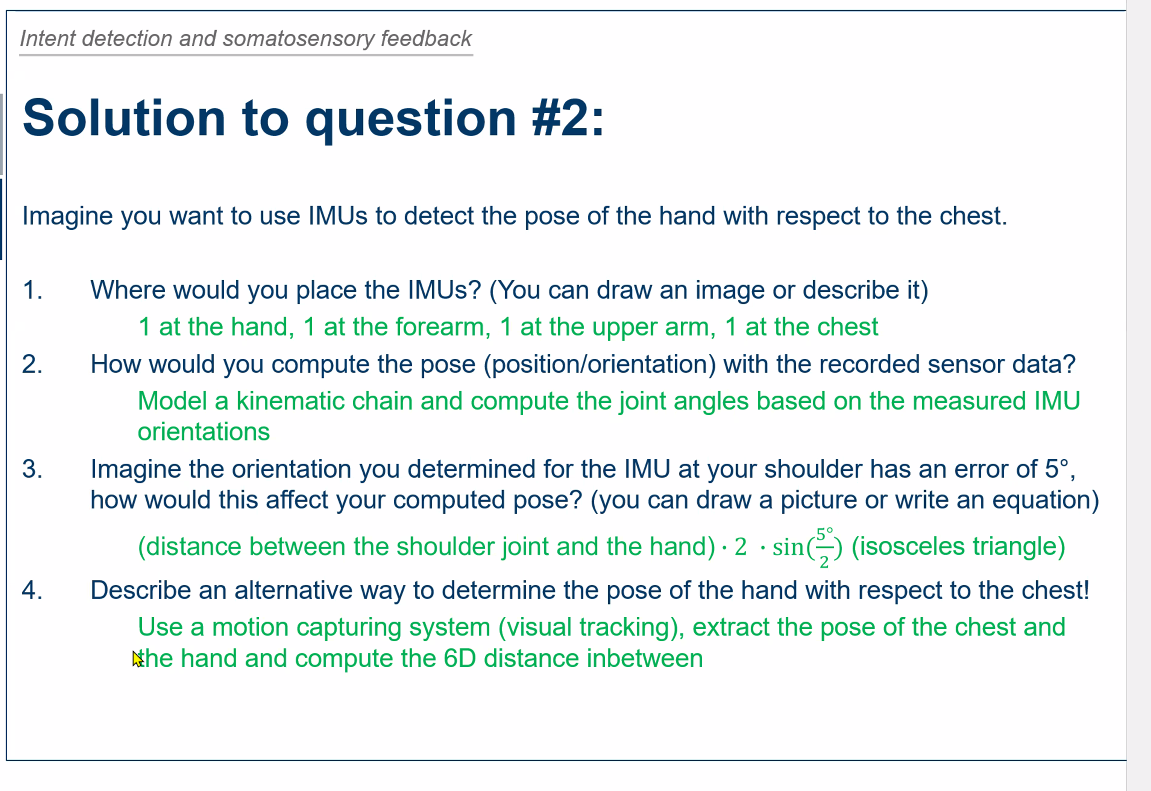 Intent detection and somatosensory feedback
Solution to question #2:
Imagine you want to use IMUs to detect the pose of the hand with respect to the chest.
1. Where would you place the IMUs? (You can draw an image or describe it)
1 at the hand, 1 at the forearm, 1 at the upper arm, 1 at the chest
2. How would you compute the pose (position/orientation) with the recorded sensor data?
Model a kinematic chain and compute the joint angles based on the measured IMU
orientations
3. Imagine the orientation you determined for the IMU at your shoulder has an error of 5°,
how would this affect your computed pose? (you can draw a picture or write an equation)
(distance between the shoulder joint and the hand) · 2 · sin(5°/2) (isosceles triangle)
4. Describe an alternative way to determine the pose of the hand with respect to the chest!
Use a motion capturing system (visual tracking), extract the pose of the chest and
the hand and compute the 6D distance inbetween